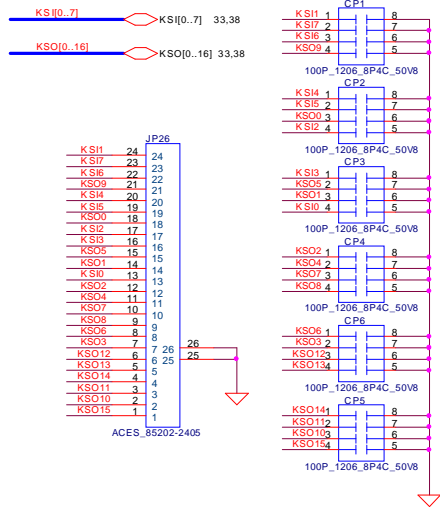 KSI[0..7] KSI[0..7] 33,38
KSO[0..16] KSO[0..16] 33,38
JP26
KSI1 24 24
KSI7 23 23
KSI6 22 22
KSO9 21 21
KSI4 20 20
KSI5 19 19
KSO0 18 18
KSI2 17 17
KSI3 16 16
KSO5 15 15
KSO1 14 14
KSI0 13 13
KSO2 12 12
KSO4 11 11
KSO7 10 10
KSO8 9 9
KSO6 8 8
KSO3 7 7 26 26
KSO12 6 6 25 25
KSO13 5 5
KSO14 4 4
KSO11 3 3
KSO10 2 2
KSO15 1 1
ACES_85202-2405
CP1
KSI1 1 8
KSI7 2 7
KSI6 3 6
KSO9 4 5
100P_1206_8P4C_50V8
CP2
KSI4 1 8
KSI5 2 7
KSO0 3 6
KSI2 4 5
100P_1206_8P4C_50V8
CP3
KSI3 1 8
KSO5 2 7
KSO1 3 6
KSI0 4 5
100P_1206_8P4C_50V8
CP4
KSO2 1 8
KSO4 2 7
KSO7 3 6
KSO8 4 5
100P_1206_8P4C_50V8
CP6
KSO6 1 8
KSO3 2 7
KSO12 3 6
KSO13 4 5
100P_1206_8P4C_50V8
CP5
KSO14 1 8
KSO11 2 7
KSO10 3 6
KSO15 4 5
100P_1206_8P4C_50V8